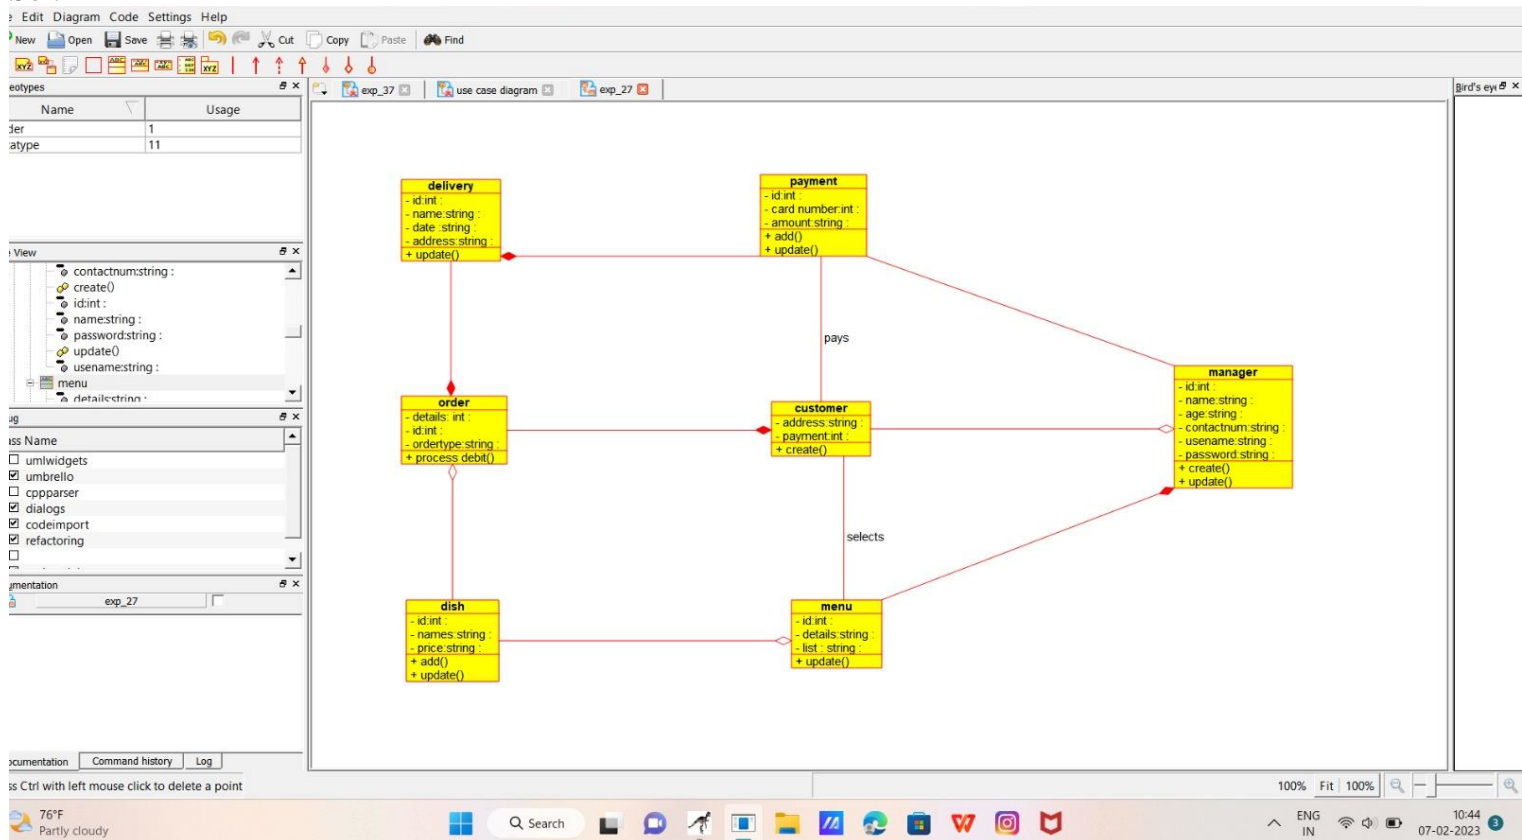 Edit Diagram Code Settings Help
New Open Save Cut Copy Paste Find
exp_37 use case diagram exp_27
Bird's eye
Name Usage
1
11
delivery
- id:int :
- name:string :
- date :string :
- address:string :
+ update()
payment
- id:int :
- card number:int :
- amount:string :
+ add()
+ update()
View
contactnum:string :
create()
id:int :
name:string :
password:string :
update()
usename:string :
menu
details:string :
pays
manager
- id:int :
- name:string :
- age:string :
- contactnum:string :
- usename:string :
- password:string :
+ create()
+ update()
order
- details: int :
- id:int :
- ordertype:string :
+ process debit()
customer
- address:string :
- payment:int :
+ create()
Name
umlwidgets
umbrello
cppparser
dialogs
codeimport
refactoring
selects
exp_27
dish
- id:int :
- names:string :
- price:string :
+ add()
+ update()
menu
- id:int :
- details:string :
- list : string :
+ update()
Command history Log
Ctrl with left mouse click to delete a point
100% Fit 100%
76°F
Partly cloudy
Search
ENG
IN
10:44
07-02-2023
3